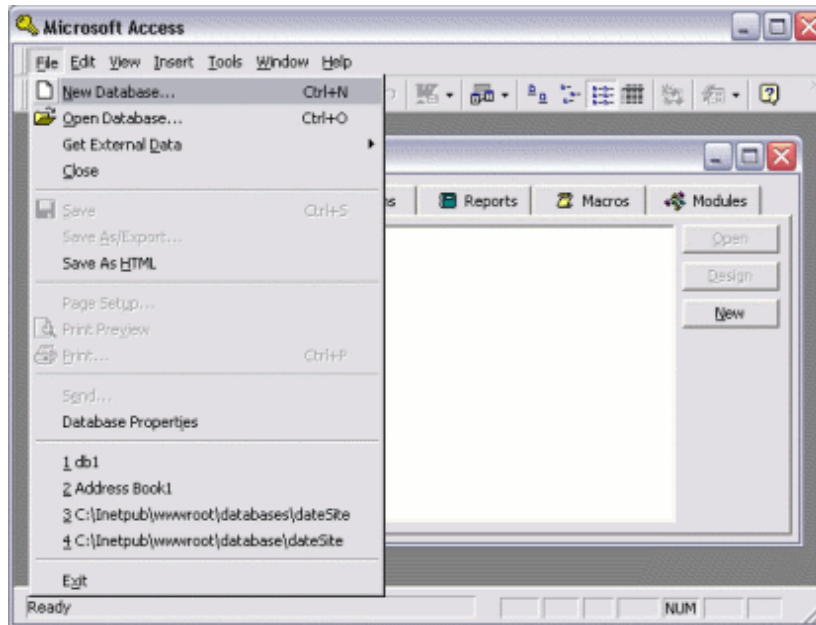 Microsoft Access
File Edit View Insert Tools Window Help
New Database... Ctrl+N
Open Database... Ctrl+O
Get External Data
Close
Save Ctrl+S
Save As/Export...
Save As HTML
Page Setup...
Print Preview
Print... Ctrl+P
Send...
Database Properties
1 db1
2 Address Book1
3 C:\Inetpub\wwwroot\databases\dateSite
4 C:\Inetpub\wwwroot\database\dateSite
Exit
Reports Macros Modules
Open
Design
New
Ready NUM